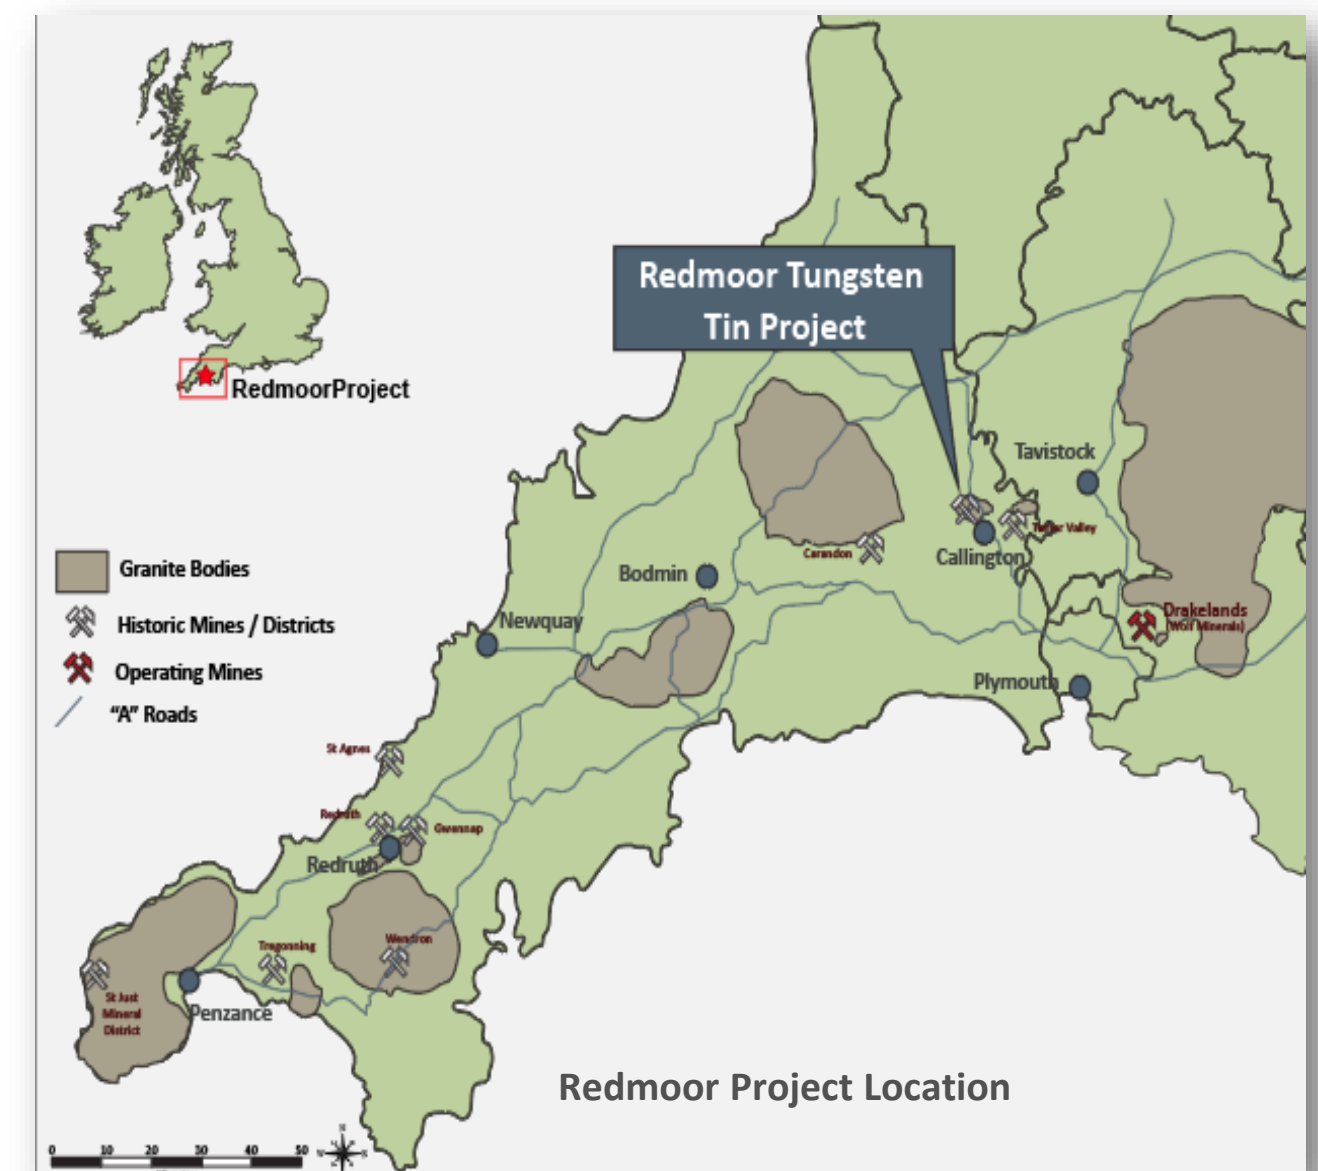 Redmoor Tungsten
Tin Project
RedmoorProject
Tavistock
Tamar Valley
Carandon
Callington
Bodmin
Granite Bodies
Historic Mines / Districts
Operating Mines
"A" Roads
Newquay
Drakelands
(Wolf Minerals)
Plymouth
St Agnes
Redruth
Gwennap
Redruth
Tregonning
Wendron
St Just
Mineral
District
Penzance
Redmoor Project Location
0 10 20 30 40 50
N
W
E
S